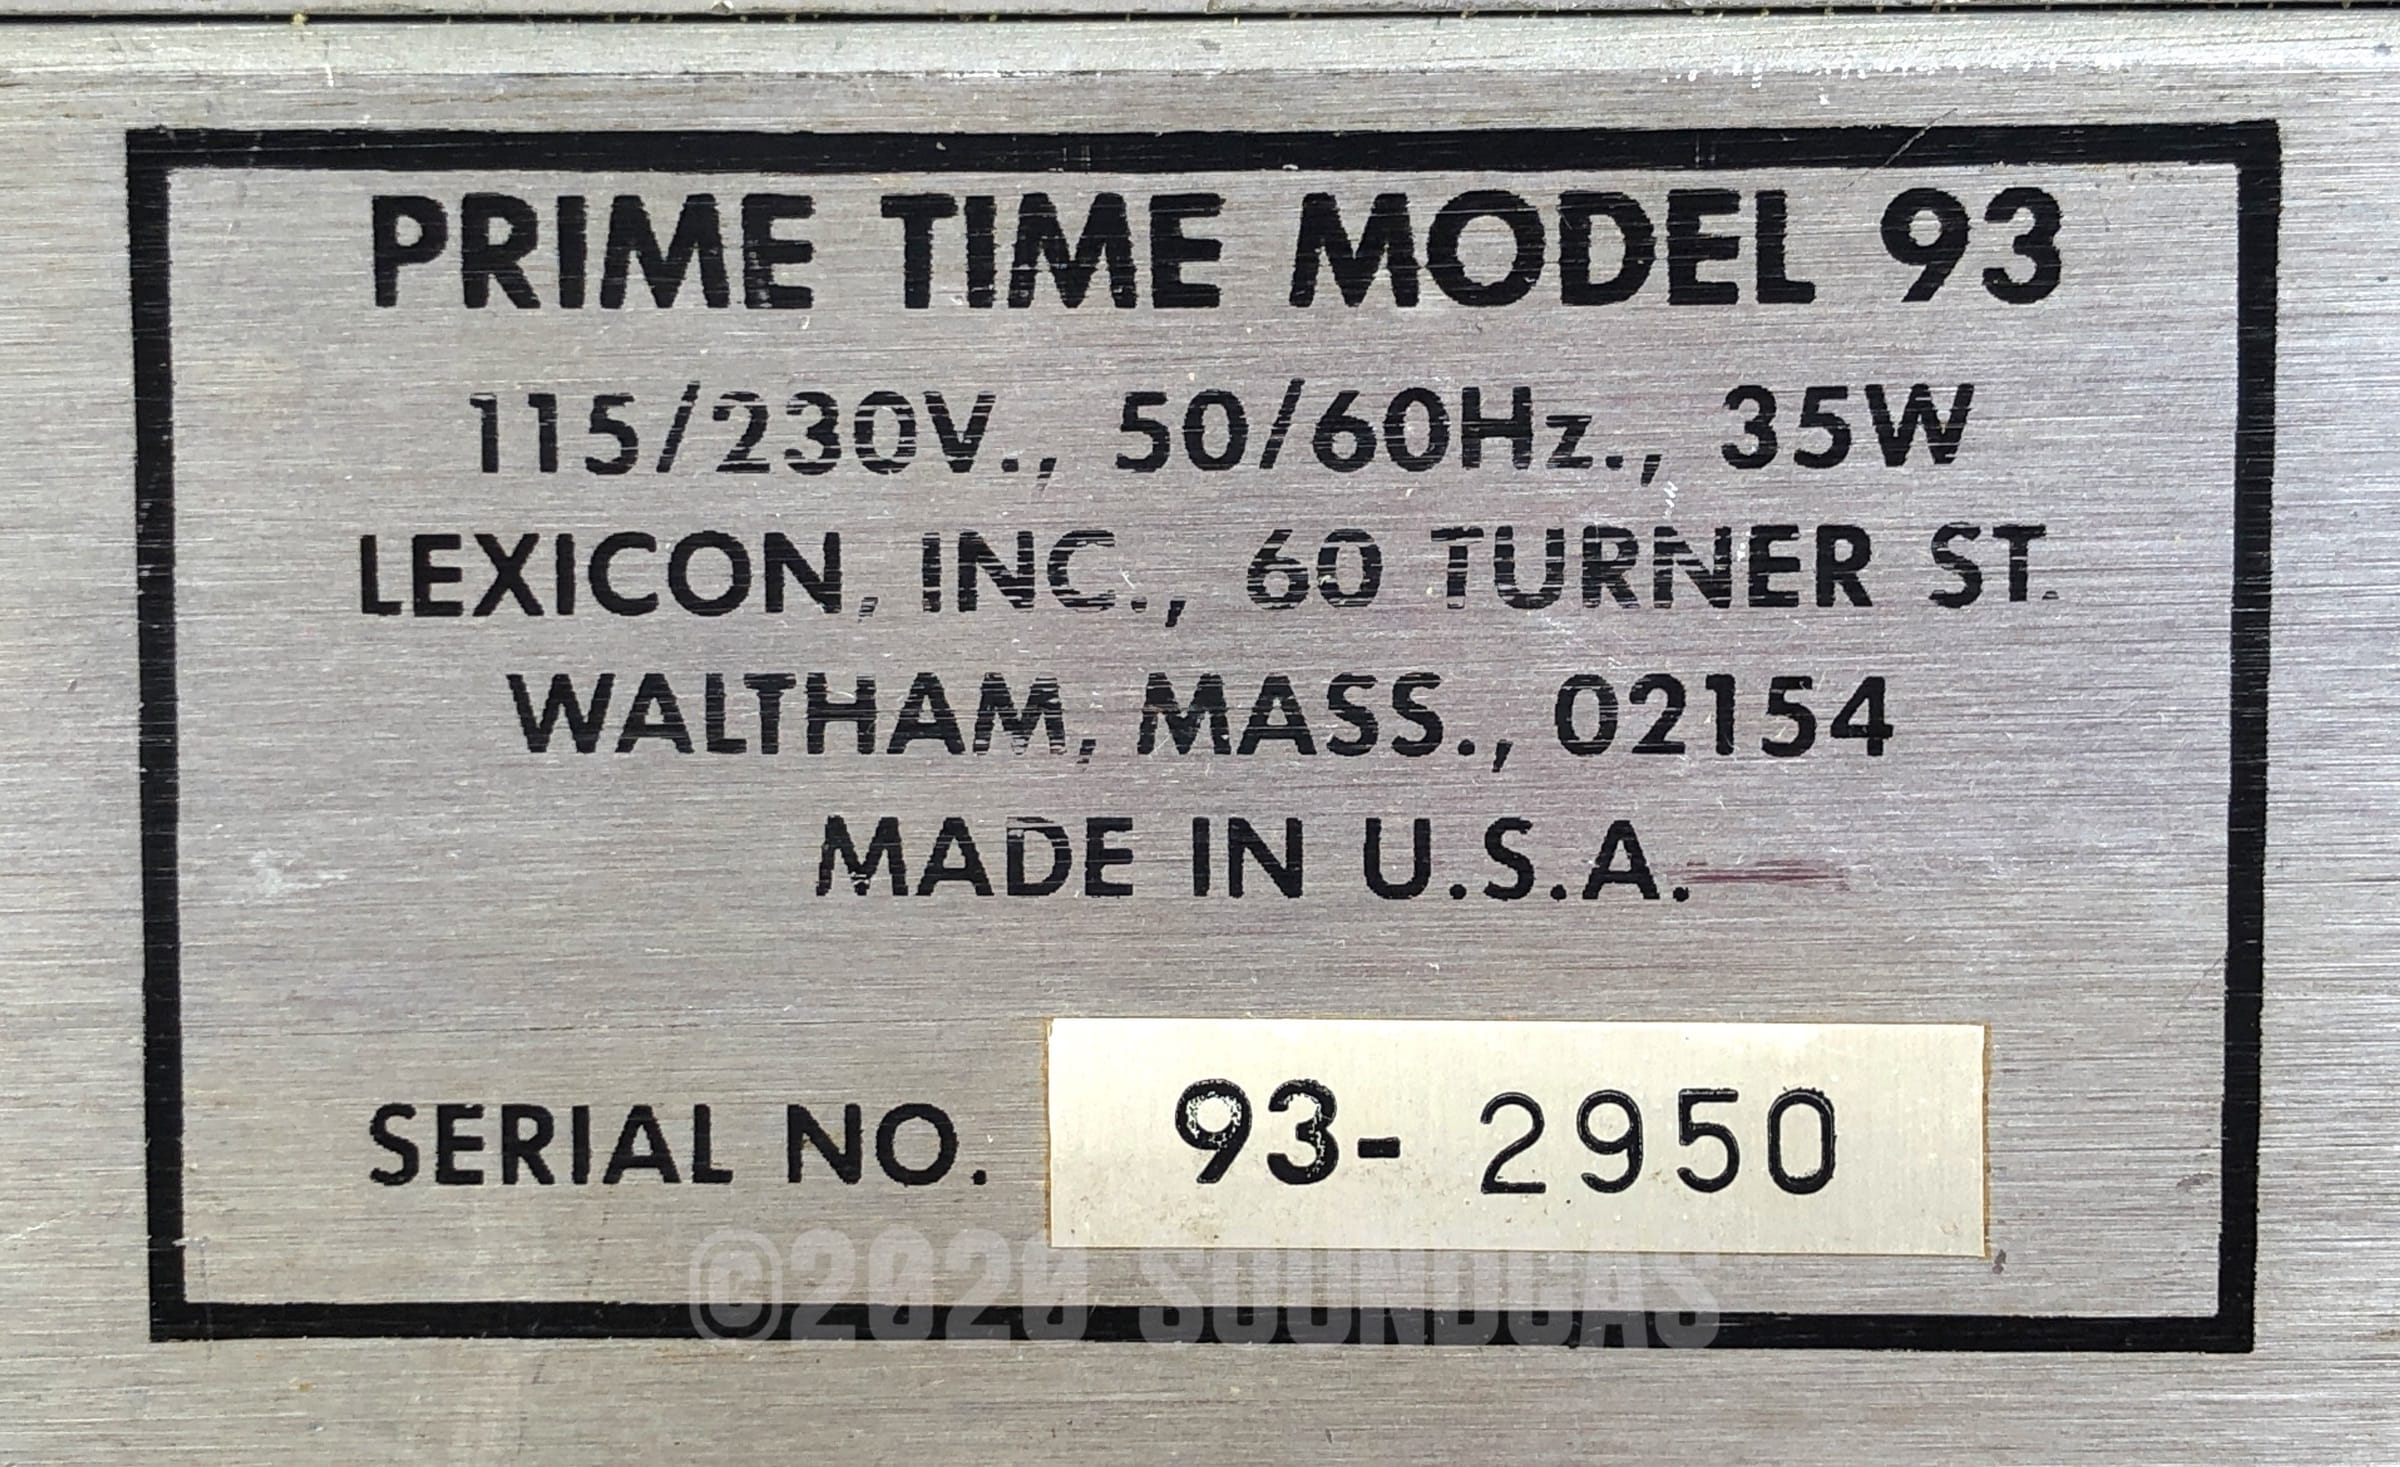 PRIME TIME MODEL 93
115/230V., 50/60Hz., 35W
LEXICON, INC., 60 TURNER ST.
WALTHAM, MASS., 02154
MADE IN U.S.A.
SERIAL NO. 93- 2950
©2020 SOUNDGAS